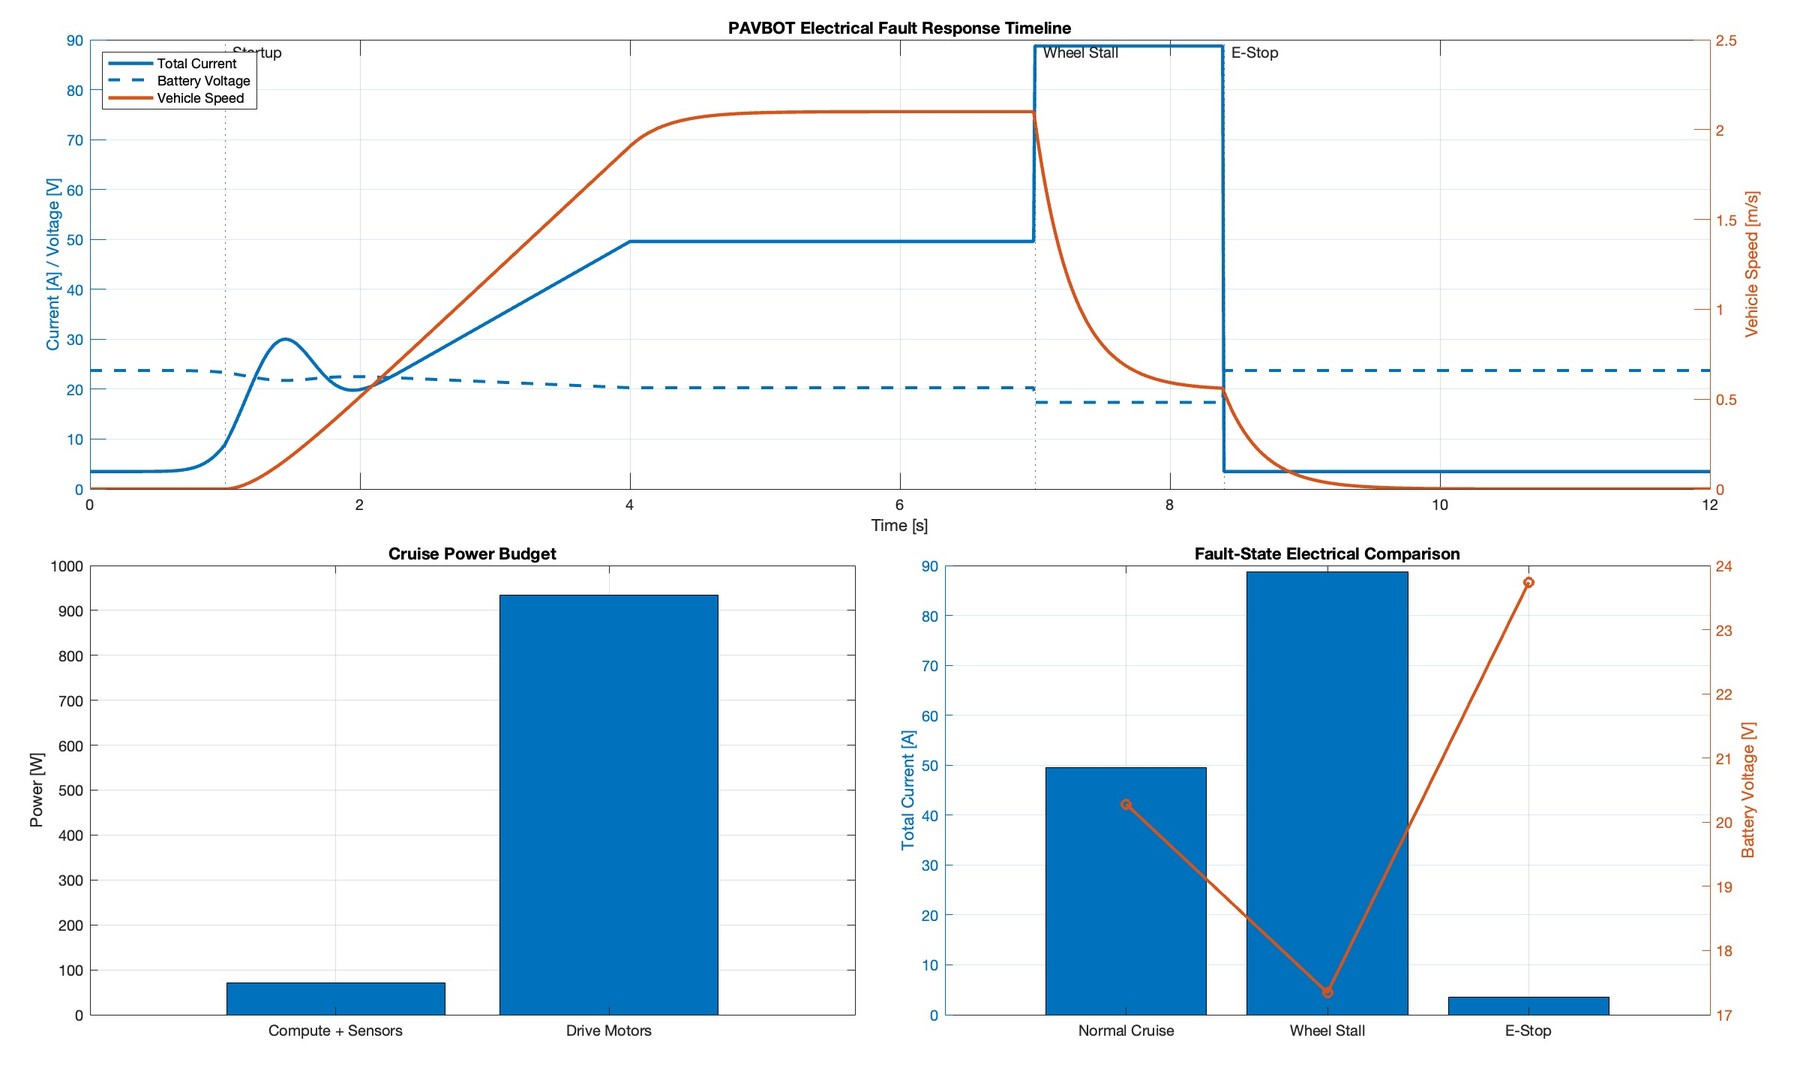 PAVBOT Electrical Fault Response Timeline
90
80
70
60
50
40
30
20
10
0
Current [A] / Voltage [V]
Total Current
Battery Voltage
Vehicle Speed
Startup
Wheel Stall
E-Stop
2.5
2
1.5
1
0.5
0
Vehicle Speed [m/s]
0 2 4 6 8 10 12
Time [s]
Cruise Power Budget
1000
900
800
700
600
500
400
300
200
100
0
Power [W]
Compute + Sensors
Drive Motors
Fault-State Electrical Comparison
90
80
70
60
50
40
30
20
10
0
Total Current [A]
24
23
22
21
20
19
18
17
Battery Voltage [V]
Normal Cruise
Wheel Stall
E-Stop